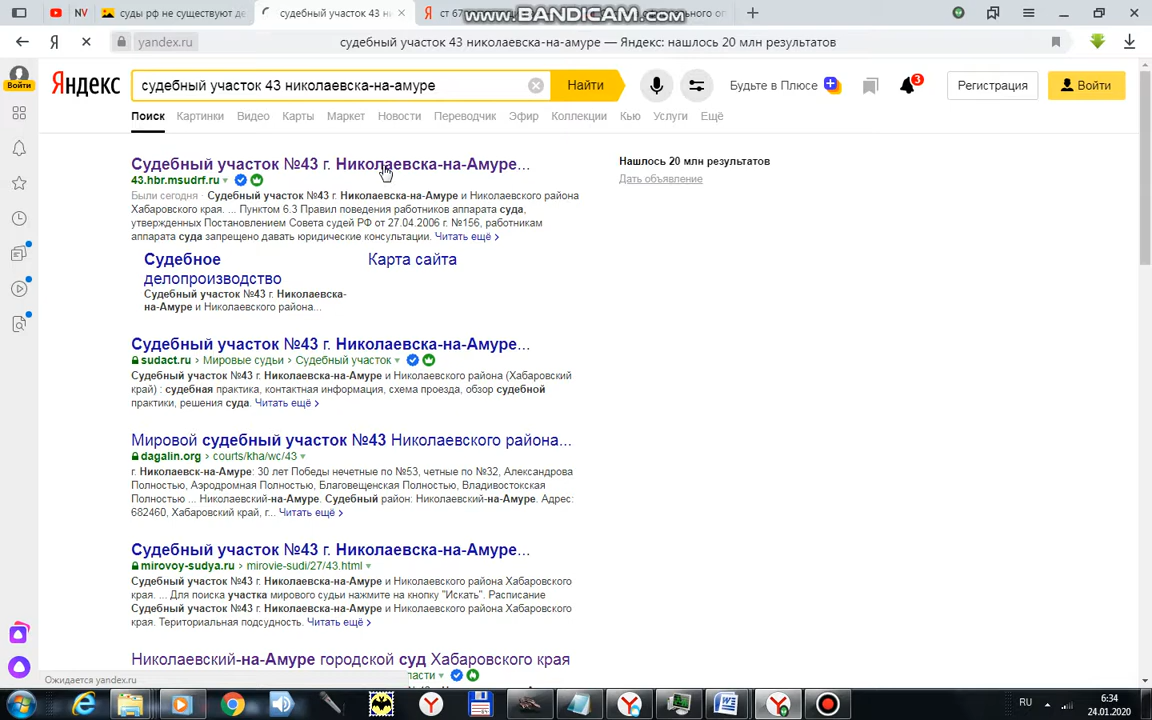 суды рф не существуют де
судебный участок 43 н
ст 67
ного оп
www.BANDICAM.com
yandex.ru
судебный участок 43 николаевска-на-амуре — Яндекс: нашлось 20 млн результатов
Войти
Яндекс
судебный участок 43 николаевска-на-амуре
Найти
Будьте в Плюсе
3
Регистрация
Войти
Поиск Картинки Видео Карты Маркет Новости Переводчик Эфир Коллекции Кью Услуги Ещё
Судебный участок №43 г. Николаевска-на-Амуре...
43.hbr.msudrf.ru
Были сегодня · Судебный участок №43 г. Николаевска-на-Амуре и Николаевского района
Хабаровского края. ... Пунктом 6.3 Правил поведения работников аппарата суда,
утвержденных Постановлением Совета судей РФ от 27.04.2006 г. №156, работникам
аппарата суда запрещено давать юридические консультации. Читать ещё >
Судебное
делопроизводство
Судебный участок №43 г. Николаевска-
на-Амуре и Николаевского района...
Карта сайта
Нашлось 20 млн результатов
Дать объявление
Судебный участок №43 г. Николаевска-на-Амуре...
sudact.ru › Мировые судьи › Судебный участок
Судебный участок №43 г. Николаевска-на-Амуре и Николаевского района (Хабаровский
край) : судебная практика, контактная информация, схема проезда, обзор судебной
практики, решения суда. Читать ещё >
Мировой судебный участок №43 Николаевского района...
dagalin.org › courts/kha/wc/43
г. Николаевск-на-Амуре: 30 лет Победы нечетные по №53, четные по №32, Александрова
Полностью, Аэродромная Полностью, Благовещенская Полностью, Владивостокская
Полностью ... Николаевский-на-Амуре. Судебный район: Николаевский-на-Амуре. Адрес:
682460, Хабаровский край, г... Читать ещё >
Судебный участок №43 г. Николаевска-на-Амуре...
mirovoy-sudya.ru › mirovie-sudi/27/43.html
Судебный участок №43 г. Николаевска-на-Амуре и Николаевского района Хабаровского
края. ... Для поиска участка мирового судьи нажмите на кнопку "Искать". Расписание
Судебный участок №43 г. Николаевска-на-Амуре и Николаевского района Хабаровского
края. Териториальная подсудность. Читать ещё >
Николаевский-на-Амуре городской суд Хабаровского края
ласти
Ожидается yandex.ru
RU
6:34
24.01.2020